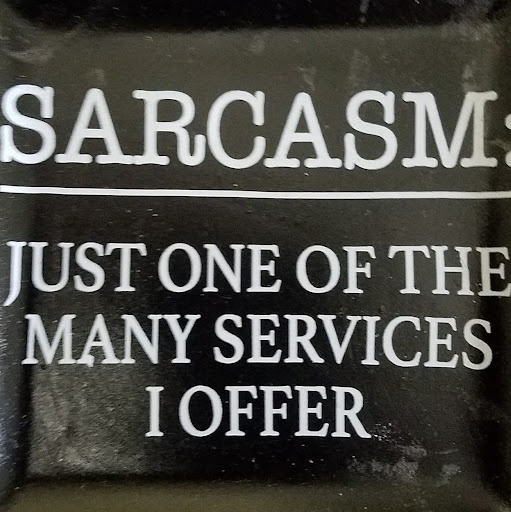 SARCASM:
JUST ONE OF THE
MANY SERVICES
I OFFER